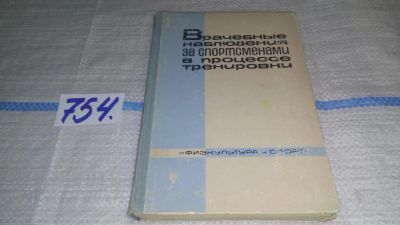 Врачебные
наблюдения
за спортсменами
в процессе
тренировки
754.
«ФИЗКУЛЬТУРА и СПОРТ»